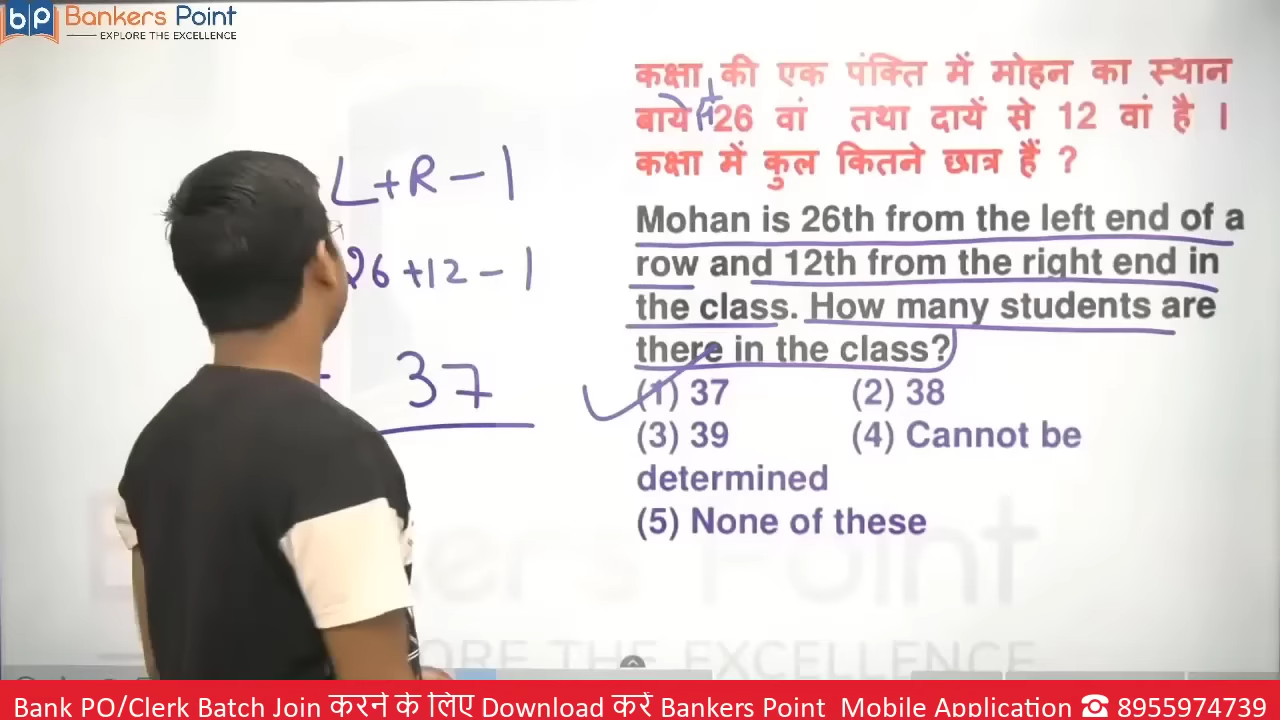 Bankers Point
EXPLORE THE EXCELLENCE
कक्षा की एक पंक्ति में मोहन का स्थान
बाये 26 वां तथा दायें से 12 वां है ।
कक्षा में कुल कितने छात्र हैं ?
L+R-1
26+12-1
37
Mohan is 26th from the left end of a
row and 12th from the right end in
the class. How many students are
there in the class?
(1) 37 (2) 38
(3) 39 (4) Cannot be
determined
(5) None of these
ORE THE EXCELLENCE
Bank PO/Clerk Batch Join करने के लिए Download करें Bankers Point Mobile Application ☎ 8955974739